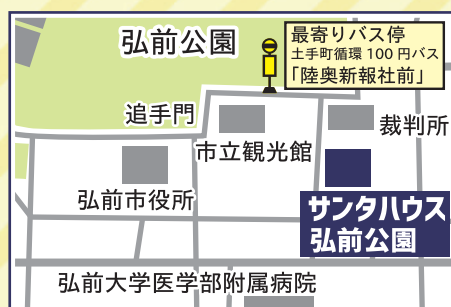 弘前公園
最寄りバス停
土手町循環100円バス
「陸奥新報社前」
追手門
裁判所
市立観光館
弘前市役所
サンタハウス
弘前公園
弘前大学医学部附属病院